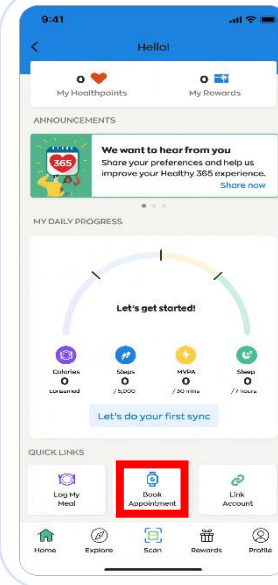 9:41
Hello!
0
My Healthpoints
0
My Rewards
ANNOUNCEMENTS
365
We want to hear from you
Share your preferences and help us
improve your Healthy 365 experience.
Share now
MY DAILY PROGRESS
Let's get started!
Calories
0
consumed
Steps
0
/5,000
MVPA
0
/30 mins
Sleep
0
/7 hours
Let's do your first sync
QUICK LINKS
Log My
Meal
Book
Appointment
Link
Account
Home
Explore
Scan
Rewards
Profile